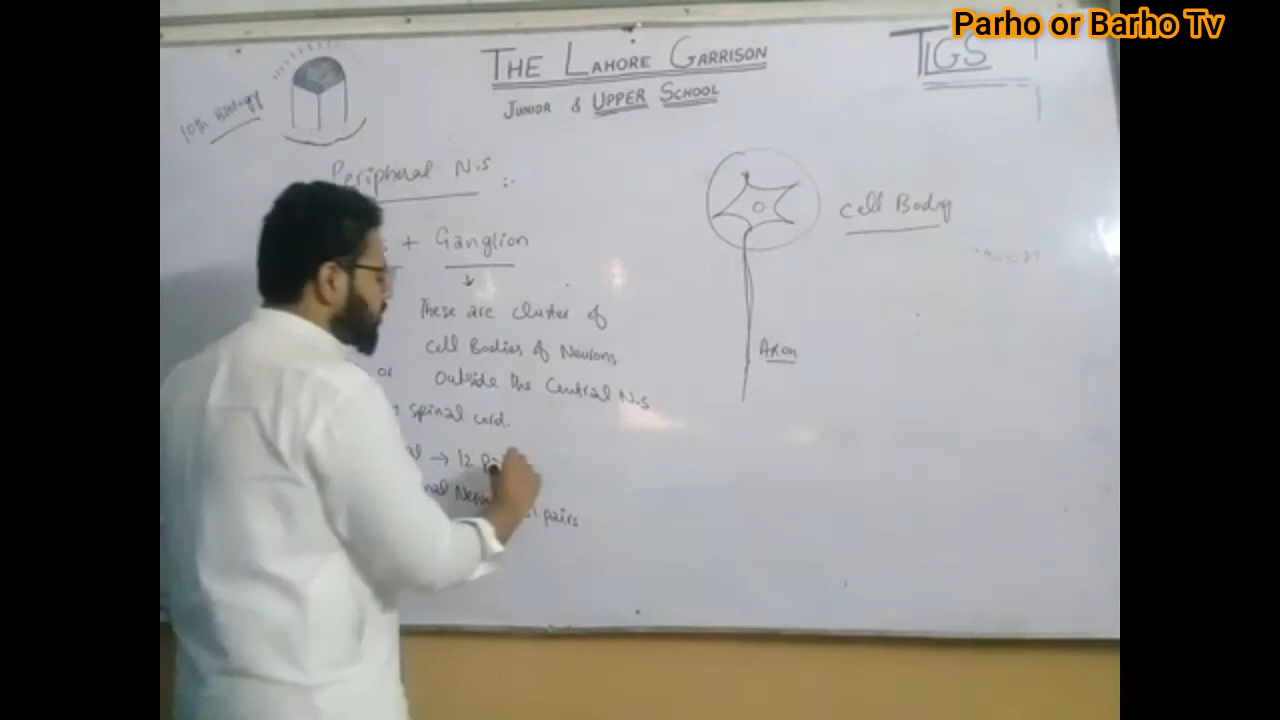 Parho or Barho Tv
THE LAHORE GARRISON
TLGS
JUNIOR & UPPER SCHOOL
10th Biology
Peripheral N.S :-
+ Ganglion
↓
These are cluster of
cell Bodies of Neurons
or outside the Central N.S
spinal cord.
→ 12
pairs
cell Body
Axon